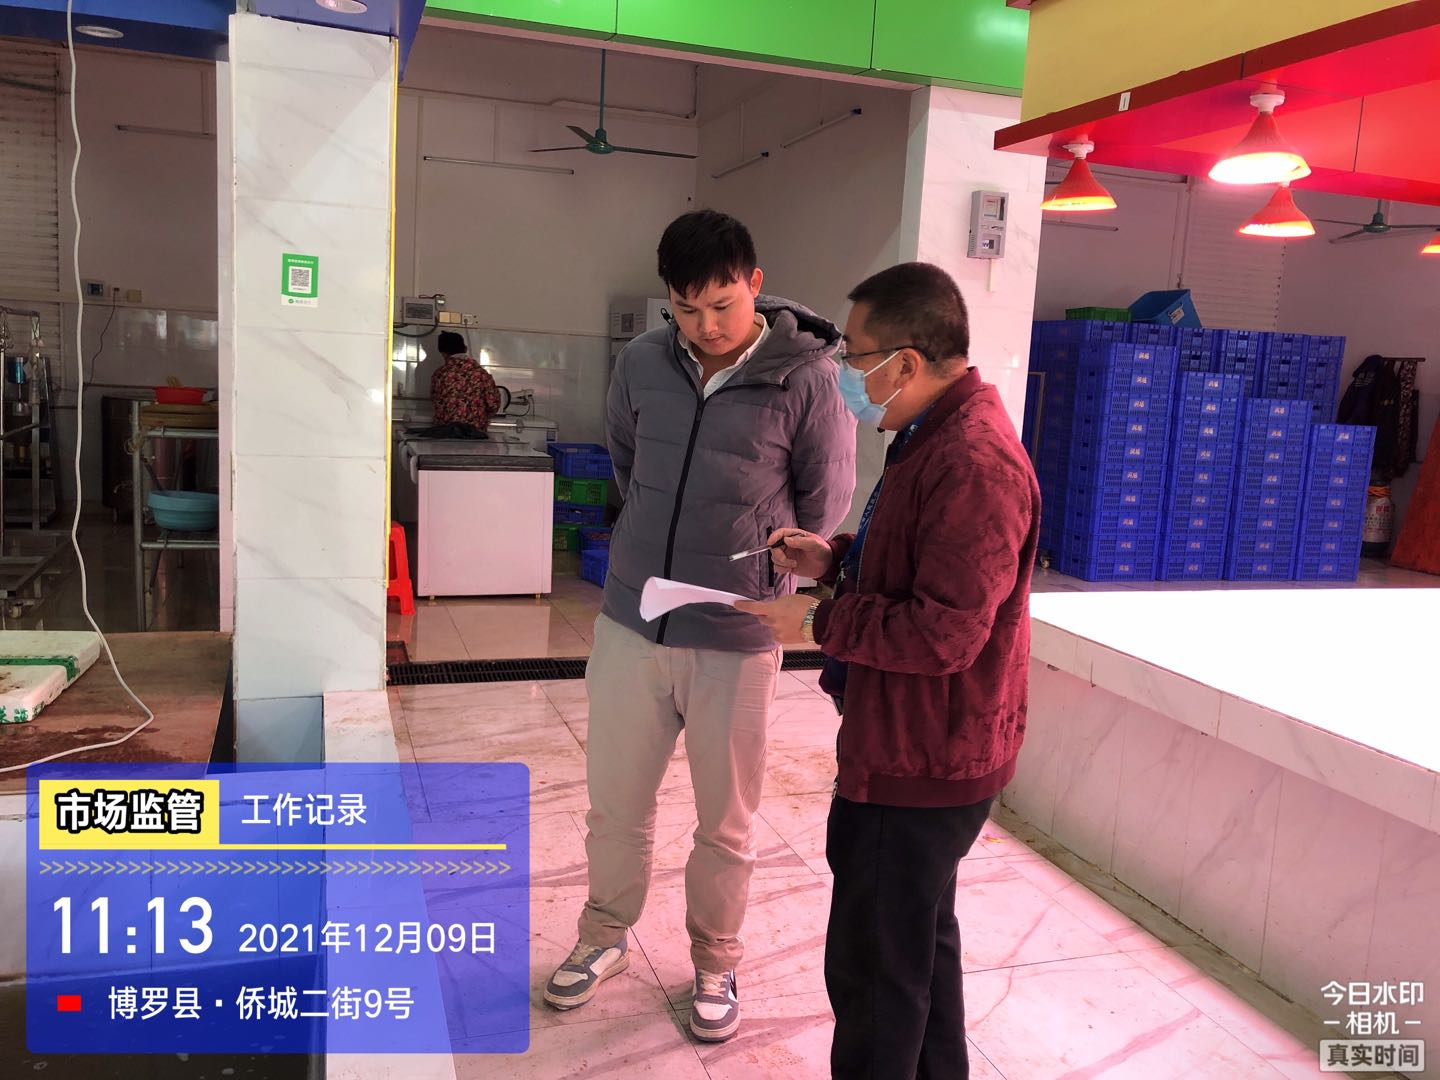 市场监管 工作记录
11:13 2021年12月09日
博罗县·侨城二街9号
今日水印
-相机-
真实时间